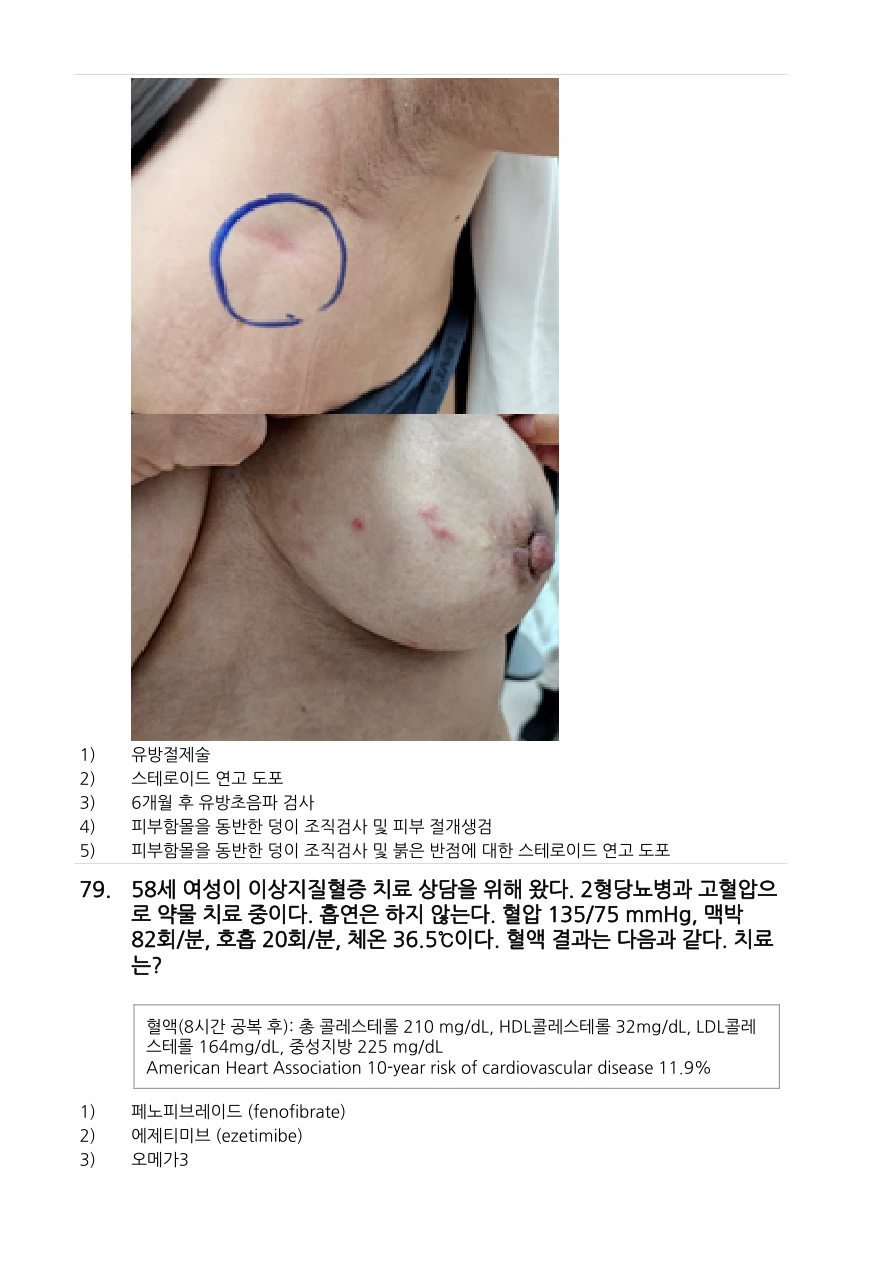 1) 유방절제술
2) 스테로이드 연고 도포
3) 6개월 후 유방초음파 검사
4) 피부함몰을 동반한 덩이 조직검사 및 피부 절개생검
5) 피부함몰을 동반한 덩이 조직검사 및 붉은 반점에 대한 스테로이드 연고 도포
79. 58세 여성이 이상지질혈증 치료 상담을 위해 왔다. 2형당뇨병과 고혈압으
로 약물 치료 중이다. 흡연은 하지 않는다. 혈압 135/75 mmHg, 맥박
82회/분, 호흡 20회/분, 체온 36.5℃이다. 혈액 결과는 다음과 같다. 치료
는?
혈액(8시간 공복 후): 총 콜레스테롤 210 mg/dL, HDL콜레스테롤 32mg/dL, LDL콜레
스테롤 164mg/dL, 중성지방 225 mg/dL
American Heart Association 10-year risk of cardiovascular disease 11.9%
1) 페노피브레이드 (fenofibrate)
2) 에제티미브 (ezetimibe)
3) 오메가3